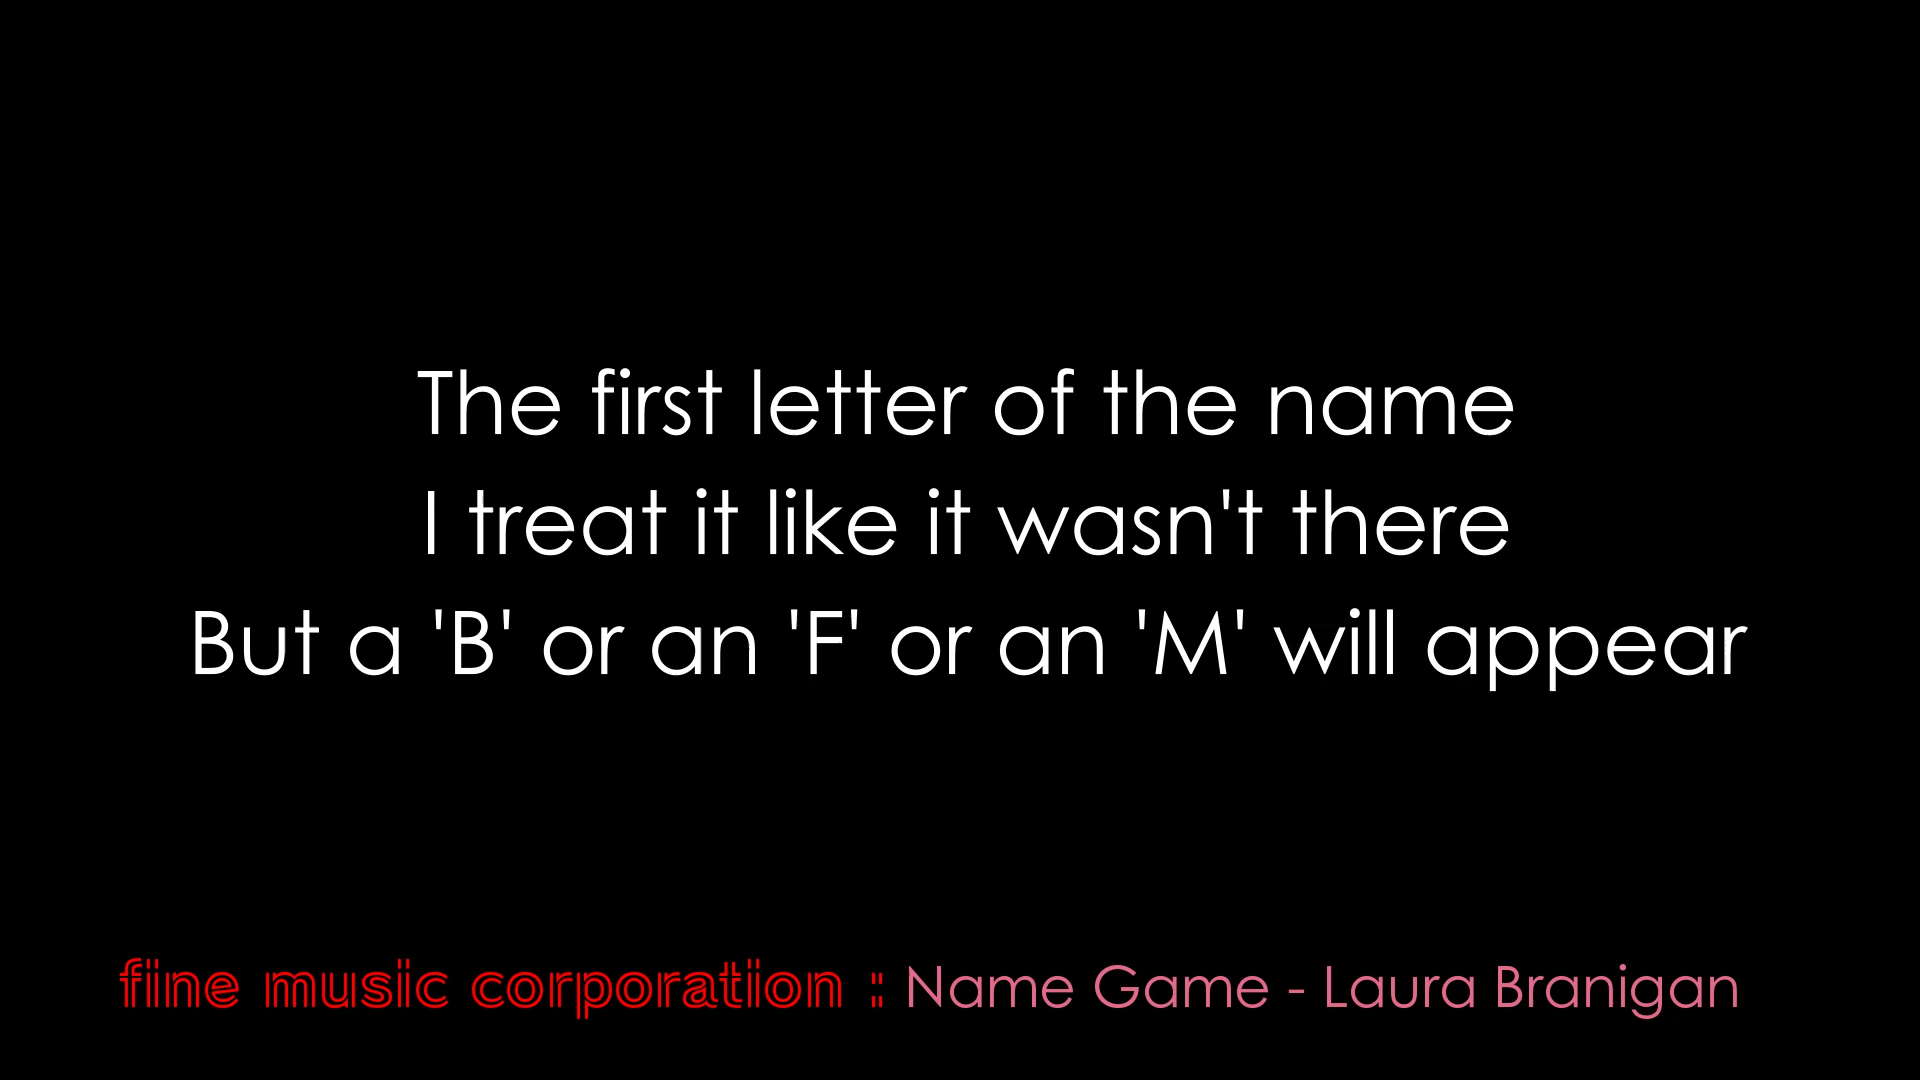 The first letter of the name
I treat it like it wasn't there
But a 'B' or an 'F' or an 'M' will appear
fine music corporation : Name Game - Laura Branigan